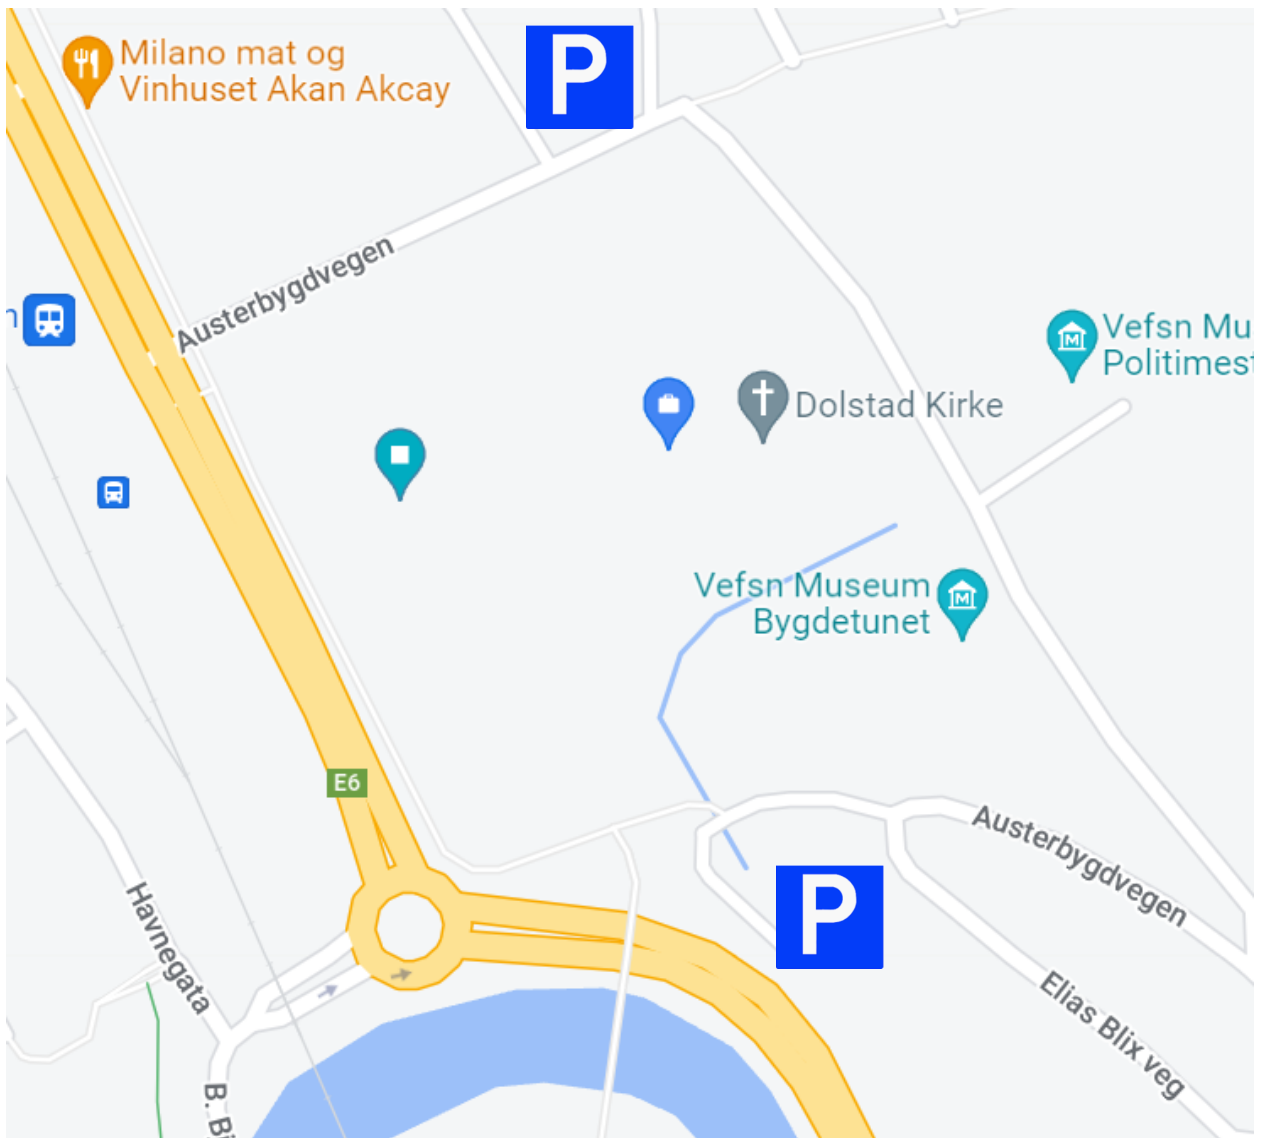 Milano mat og
Vinhuset Akan Akcay
P
Austerbygdvegen
n
Vefsn Mu
Politimest
Dolstad Kirke
M
Vefsn Museum
Bygdetunet
M
E6
Austerbygdvegen
P
Havnegata
Elias Blix veg
B. Bi